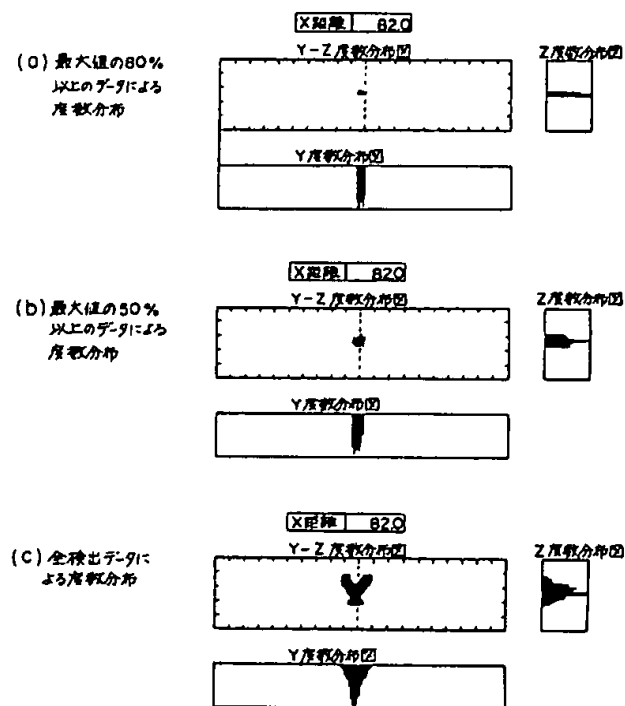 X距離 82.0
(a) 最大値の80%
以上のデータによる
度数分布
Y-Z度数分布図
Z度数分布図
Y度数分布図
X距離 82.0
(b) 最大値の50%
以上のデータによる
度数分布
Y-Z度数分布図
Z度数分布図
Y度数分布図
X距離 82.0
(C) 全検出データに
よる度数分布
Y-Z度数分布図
Z度数分布図
Y度数分布図